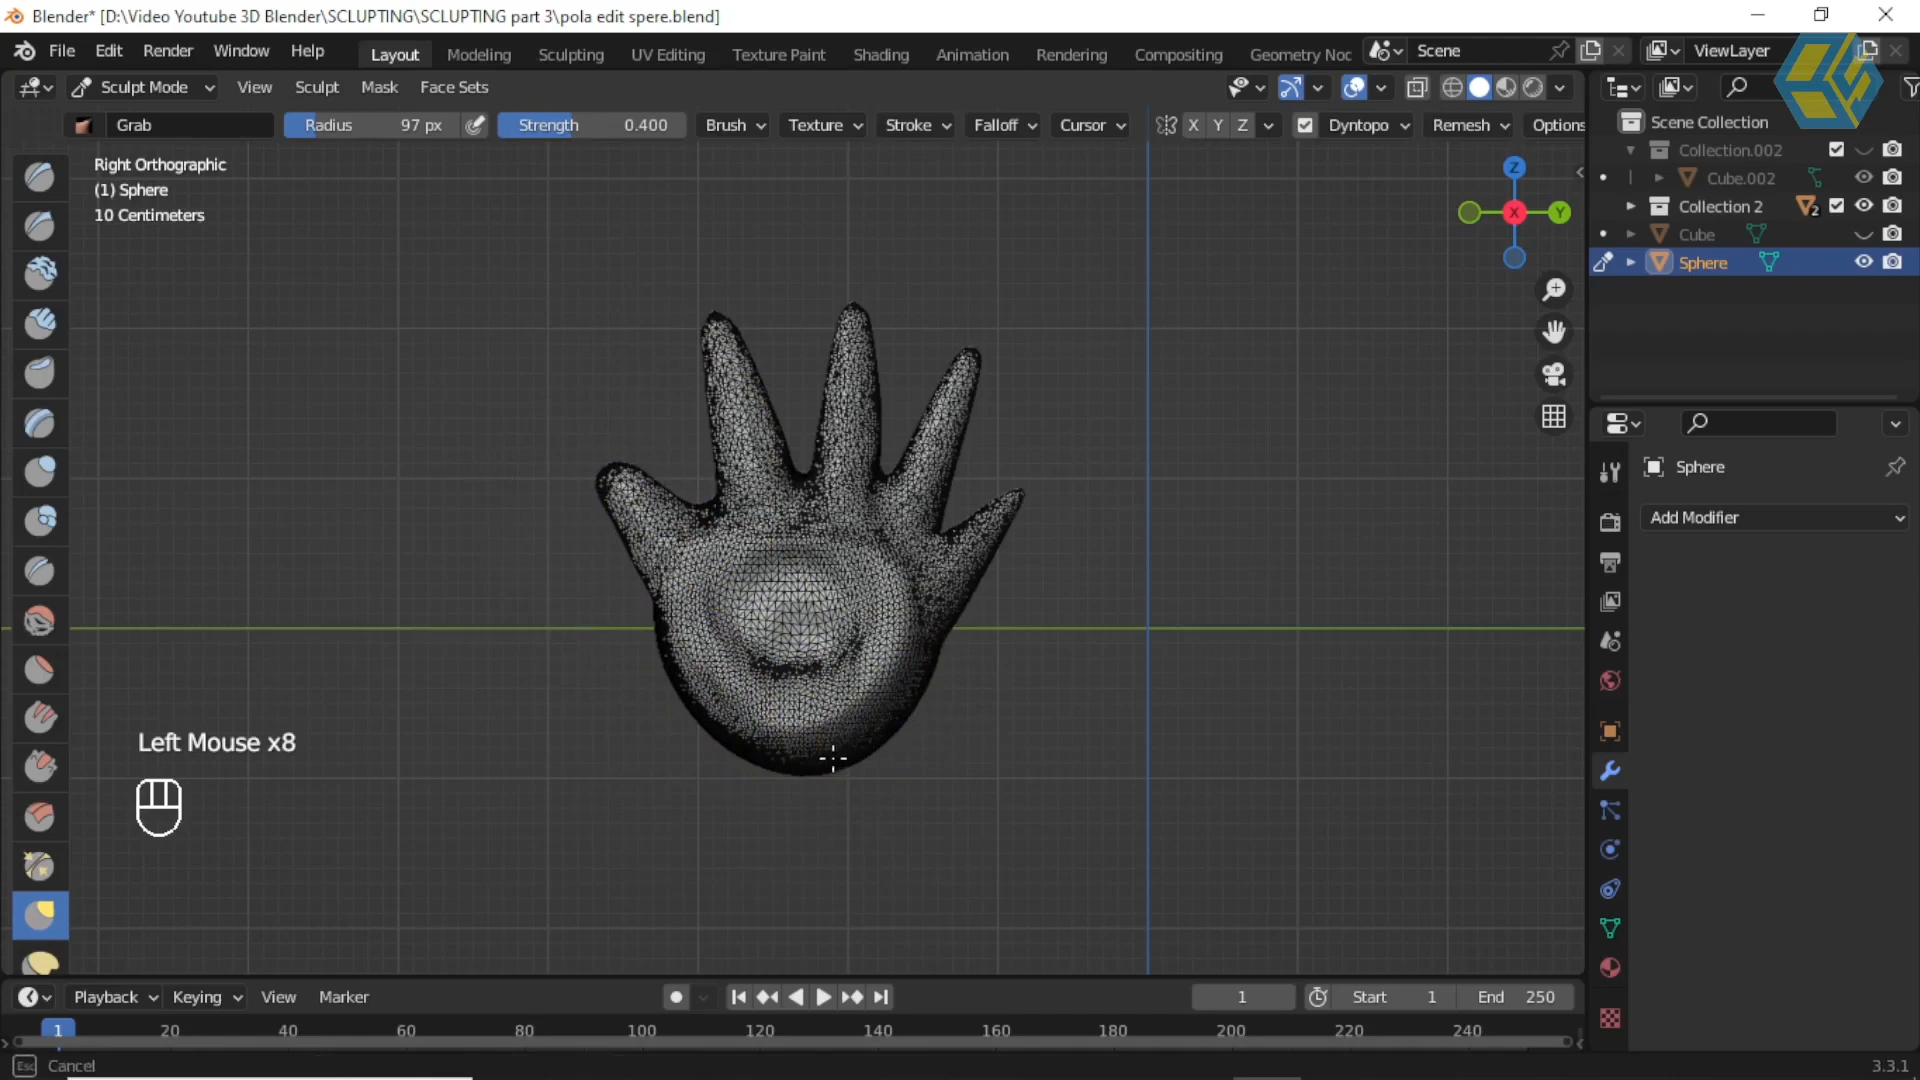 Blender* [D:\Video Youtube 3D Blender\SCLUPTING\SCLUPTING part 3\pola edit spere.blend]
File Edit Render Window Help Layout Modeling Sculpting UV Editing Texture Paint Shading Animation Rendering Compositing Geometry Noc Scene ViewLayer
Sculpt Mode View Sculpt Mask Face Sets
Grab Radius 97 px Strength 0.400 Brush Texture Stroke Falloff Cursor X Y Z Dyntopo Remesh Options
Right Orthographic
(1) Sphere
10 Centimeters
Z
X
Y
Scene Collection
Collection.002
Cube.002
Collection 2 2
Cube
Sphere
Sphere
Add Modifier
Left Mouse x8
Playback Keying View Marker 1 Start 1 End 250
1 20 40 60 80 100 120 140 160 180 200 220 240
Esc Cancel 3.3.1